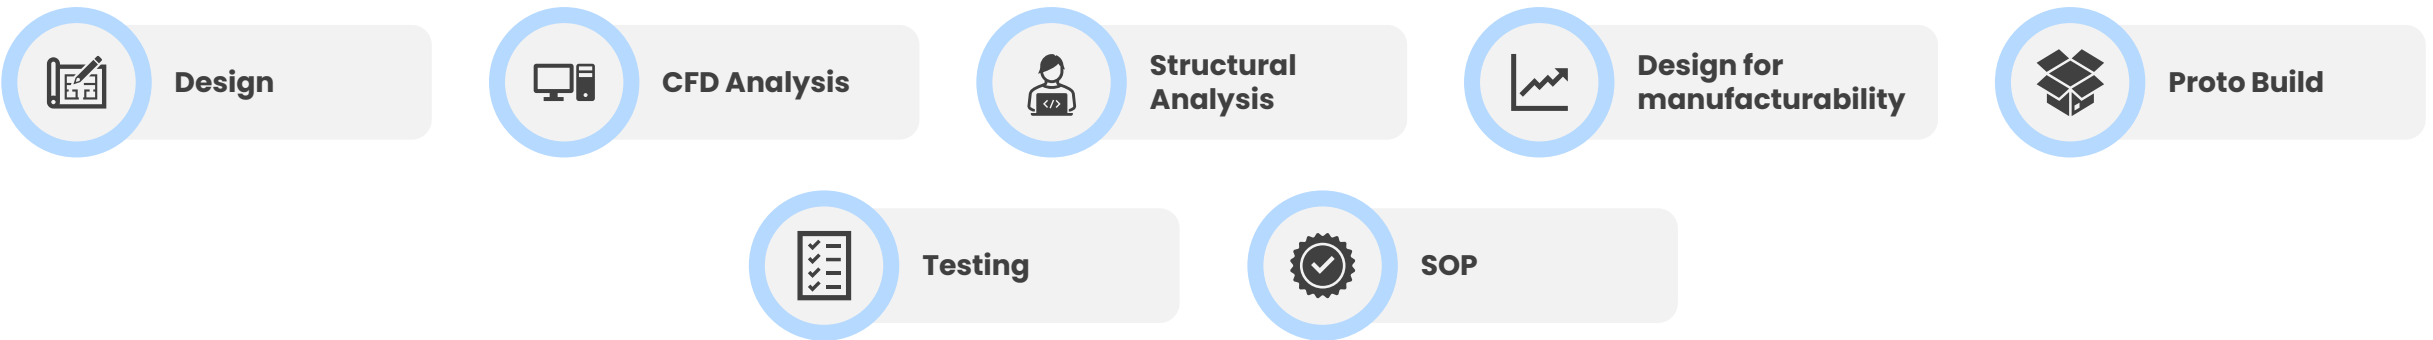 Design
CFD Analysis
Structural
Analysis
Design for
manufacturability
Proto Build
Testing
SOP